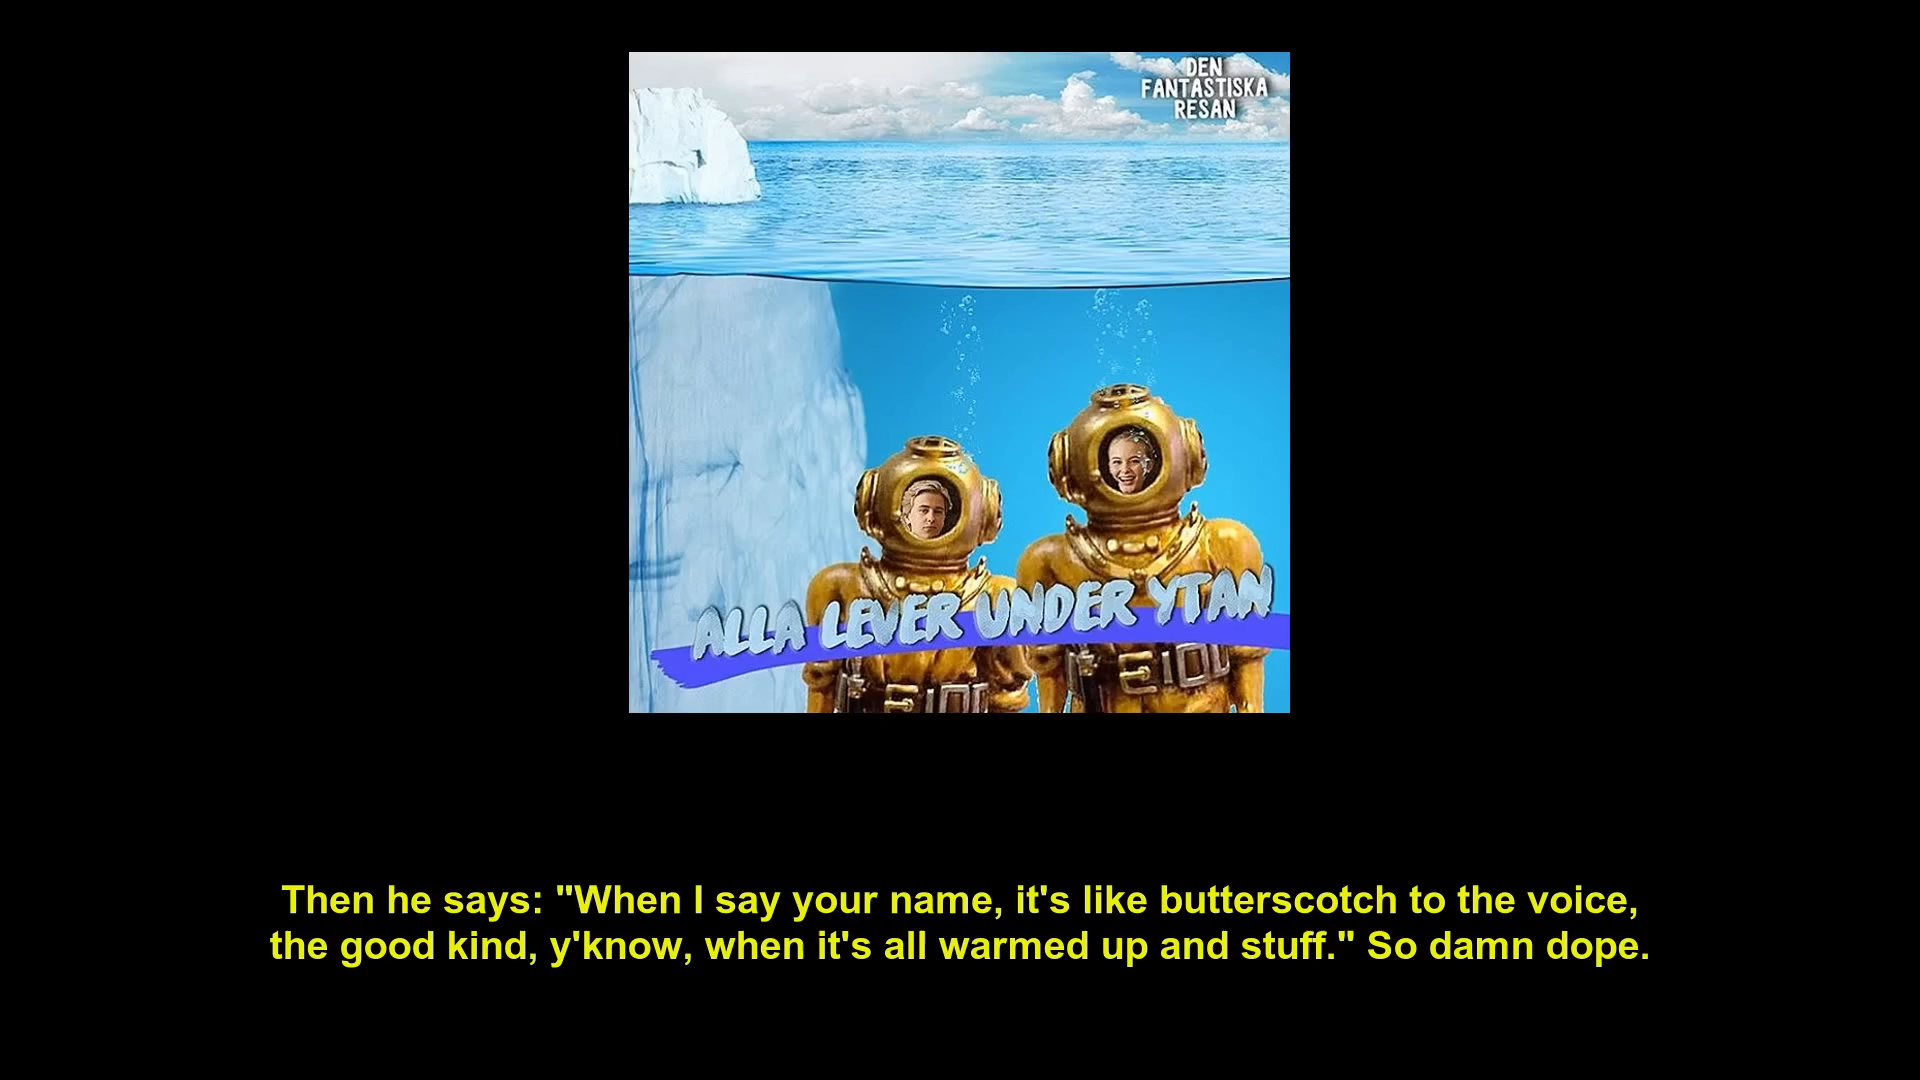 DEN
FANTASTISKA
RESAN
ALLA LEVER UNDER YTAN
Then he says: "When I say your name, it's like butterscotch to the voice,
the good kind, y'know, when it's all warmed up and stuff." So damn dope.